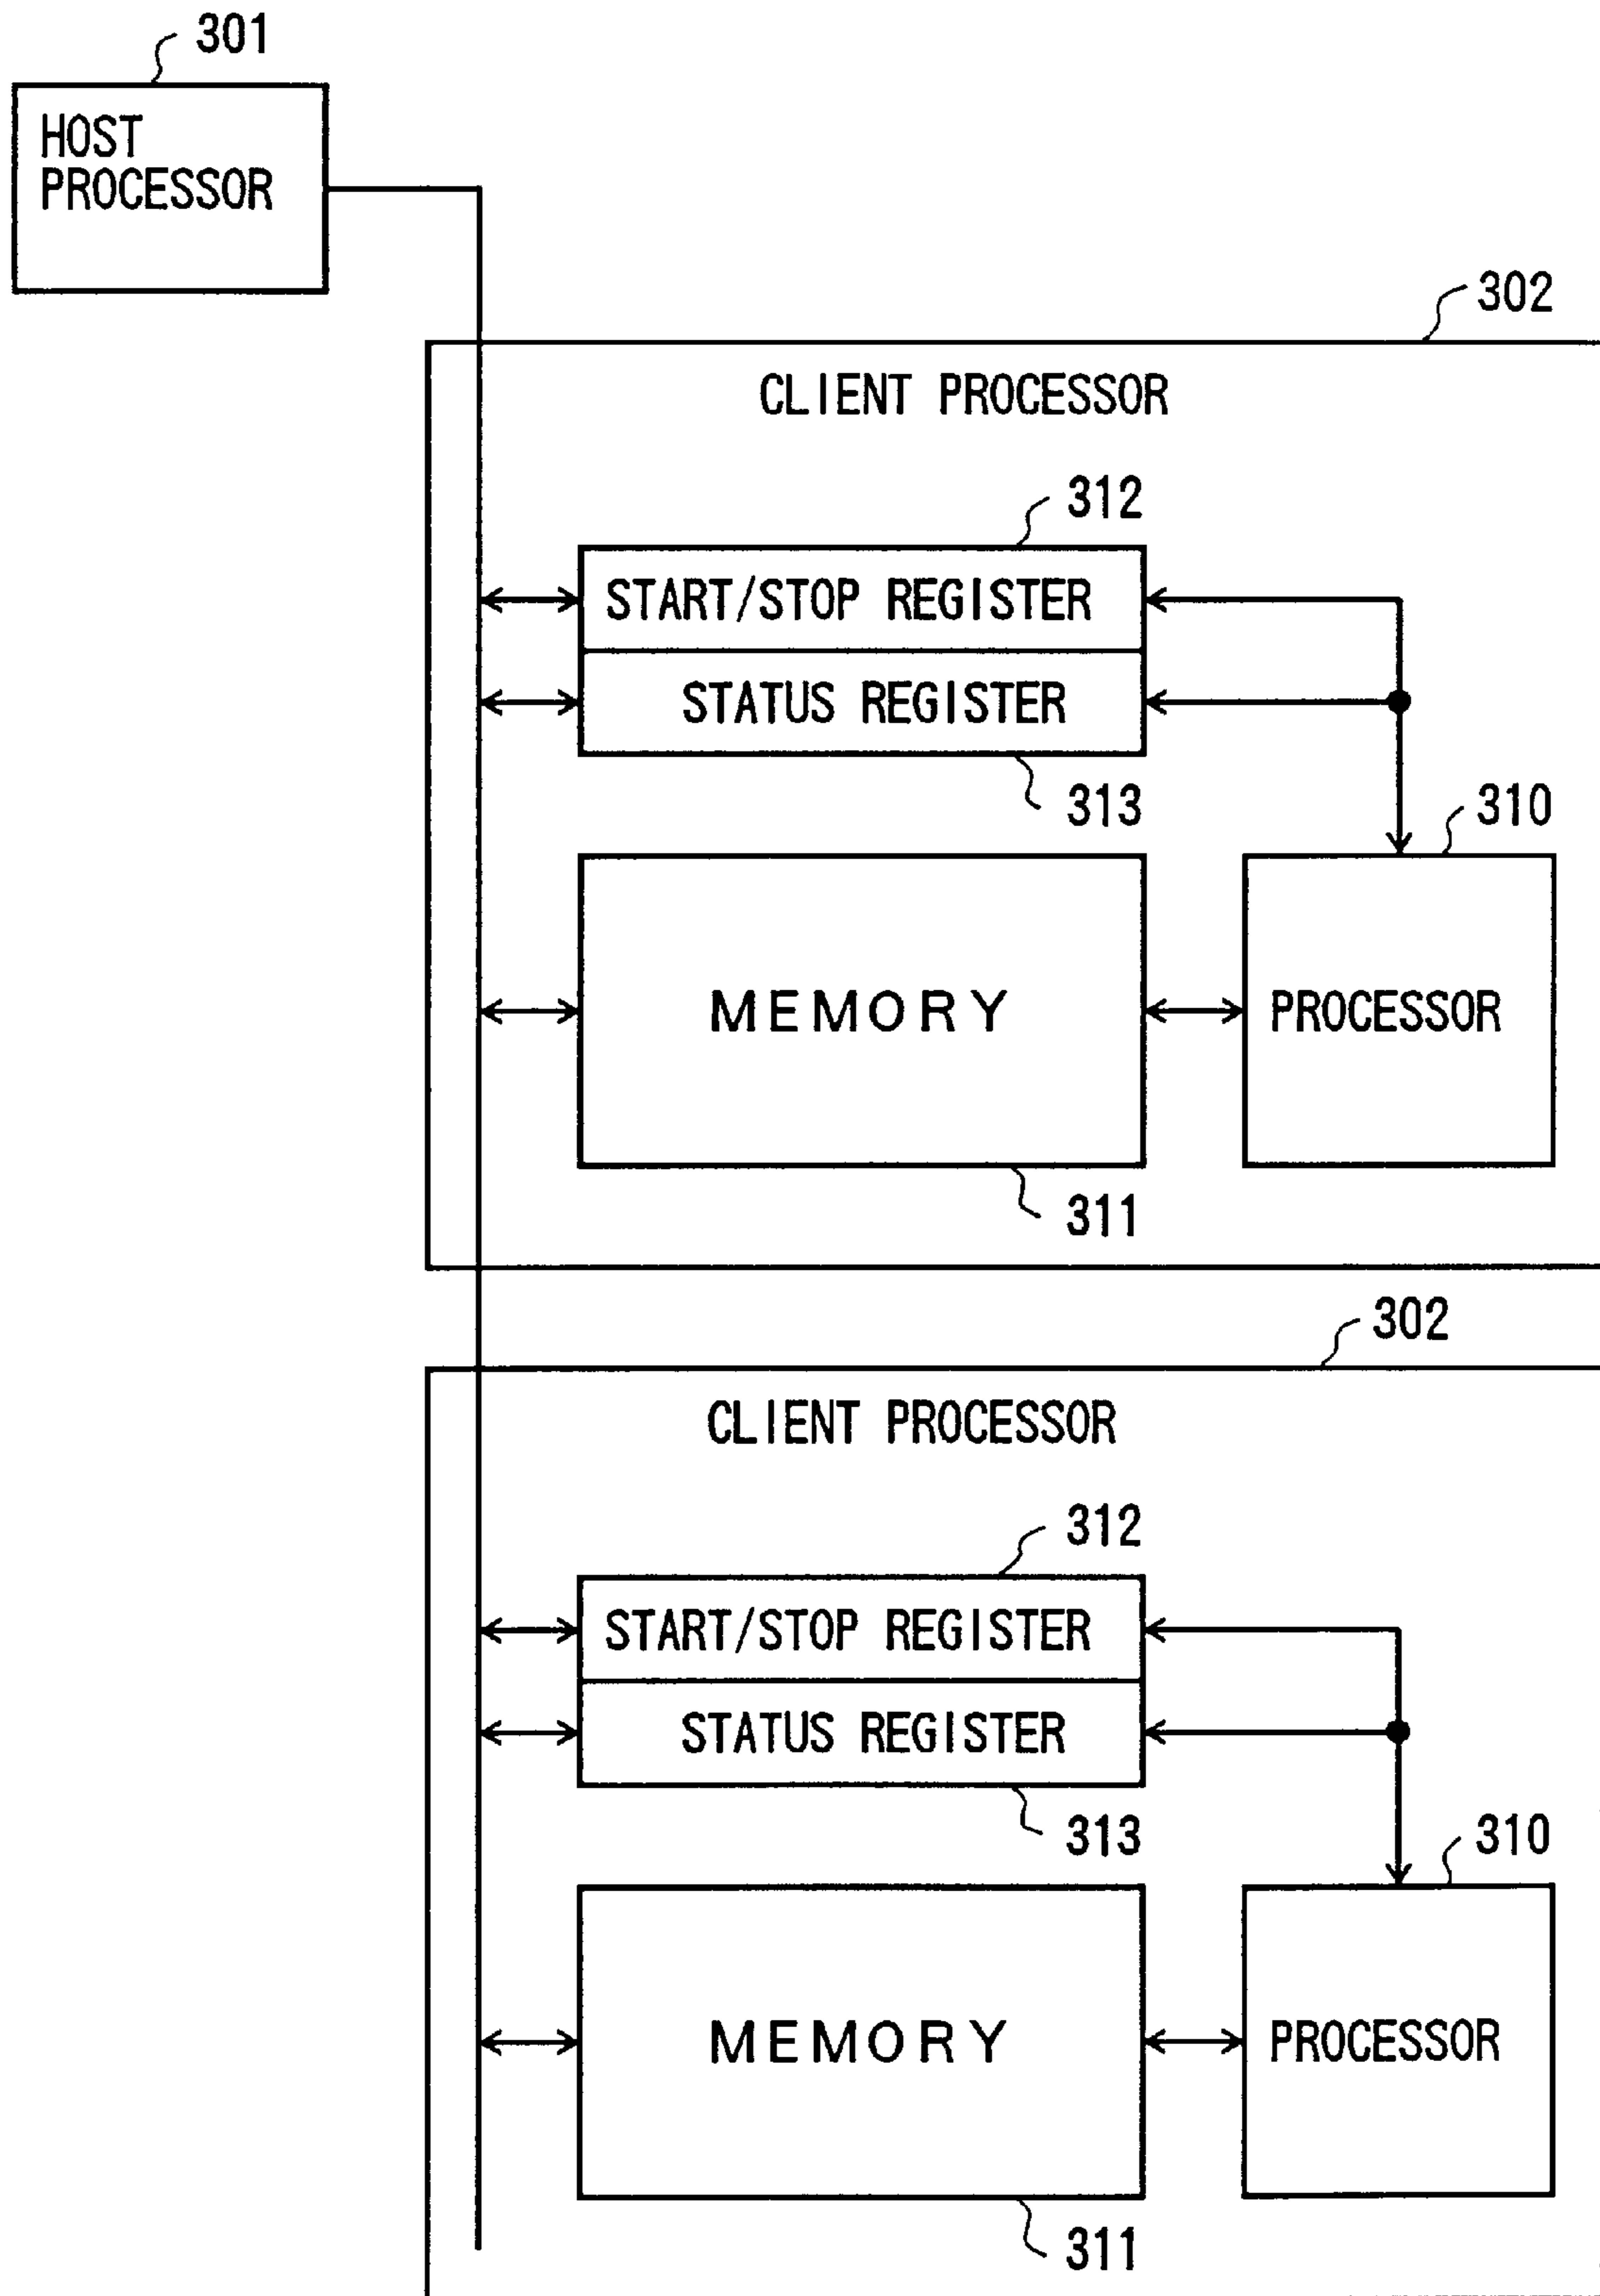 301
HOST
PROCESSOR
302
CLIENT PROCESSOR
312
START/STOP REGISTER
STATUS REGISTER
313
310
MEMORY
PROCESSOR
311
302
CLIENT PROCESSOR
312
START/STOP REGISTER
STATUS REGISTER
313
310
MEMORY
PROCESSOR
311